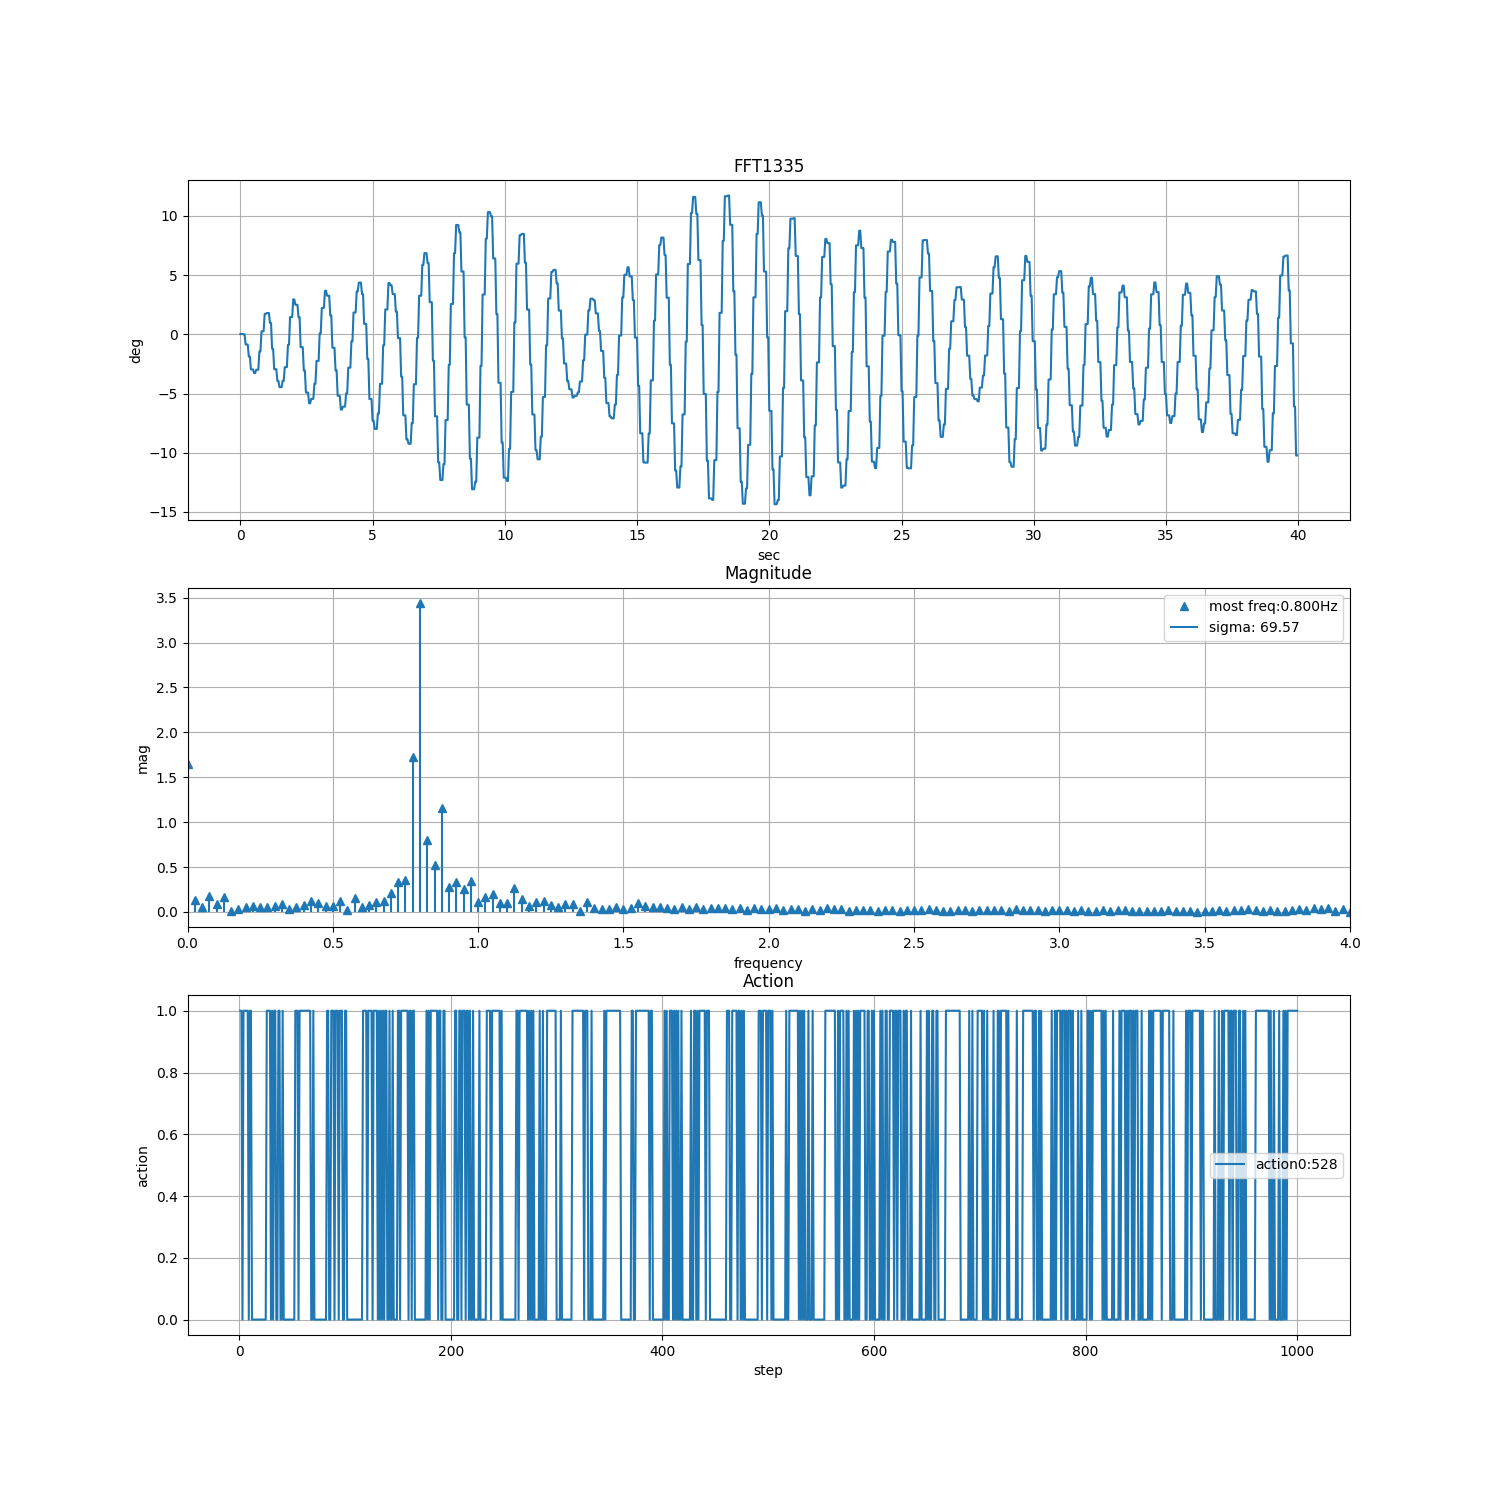 FFT1335
10
5
0
−5
−10
−15
deg
0 5 10 15 20 25 30 35 40
sec
Magnitude
most freq:0.800Hz
sigma: 69.57
3.5
3.0
2.5
2.0
1.5
1.0
0.5
0.0
mag
0.0 0.5 1.0 1.5 2.0 2.5 3.0 3.5 4.0
frequency
Action
1.0
0.8
0.6
0.4
0.2
0.0
action
action0:528
0 200 400 600 800 1000
step